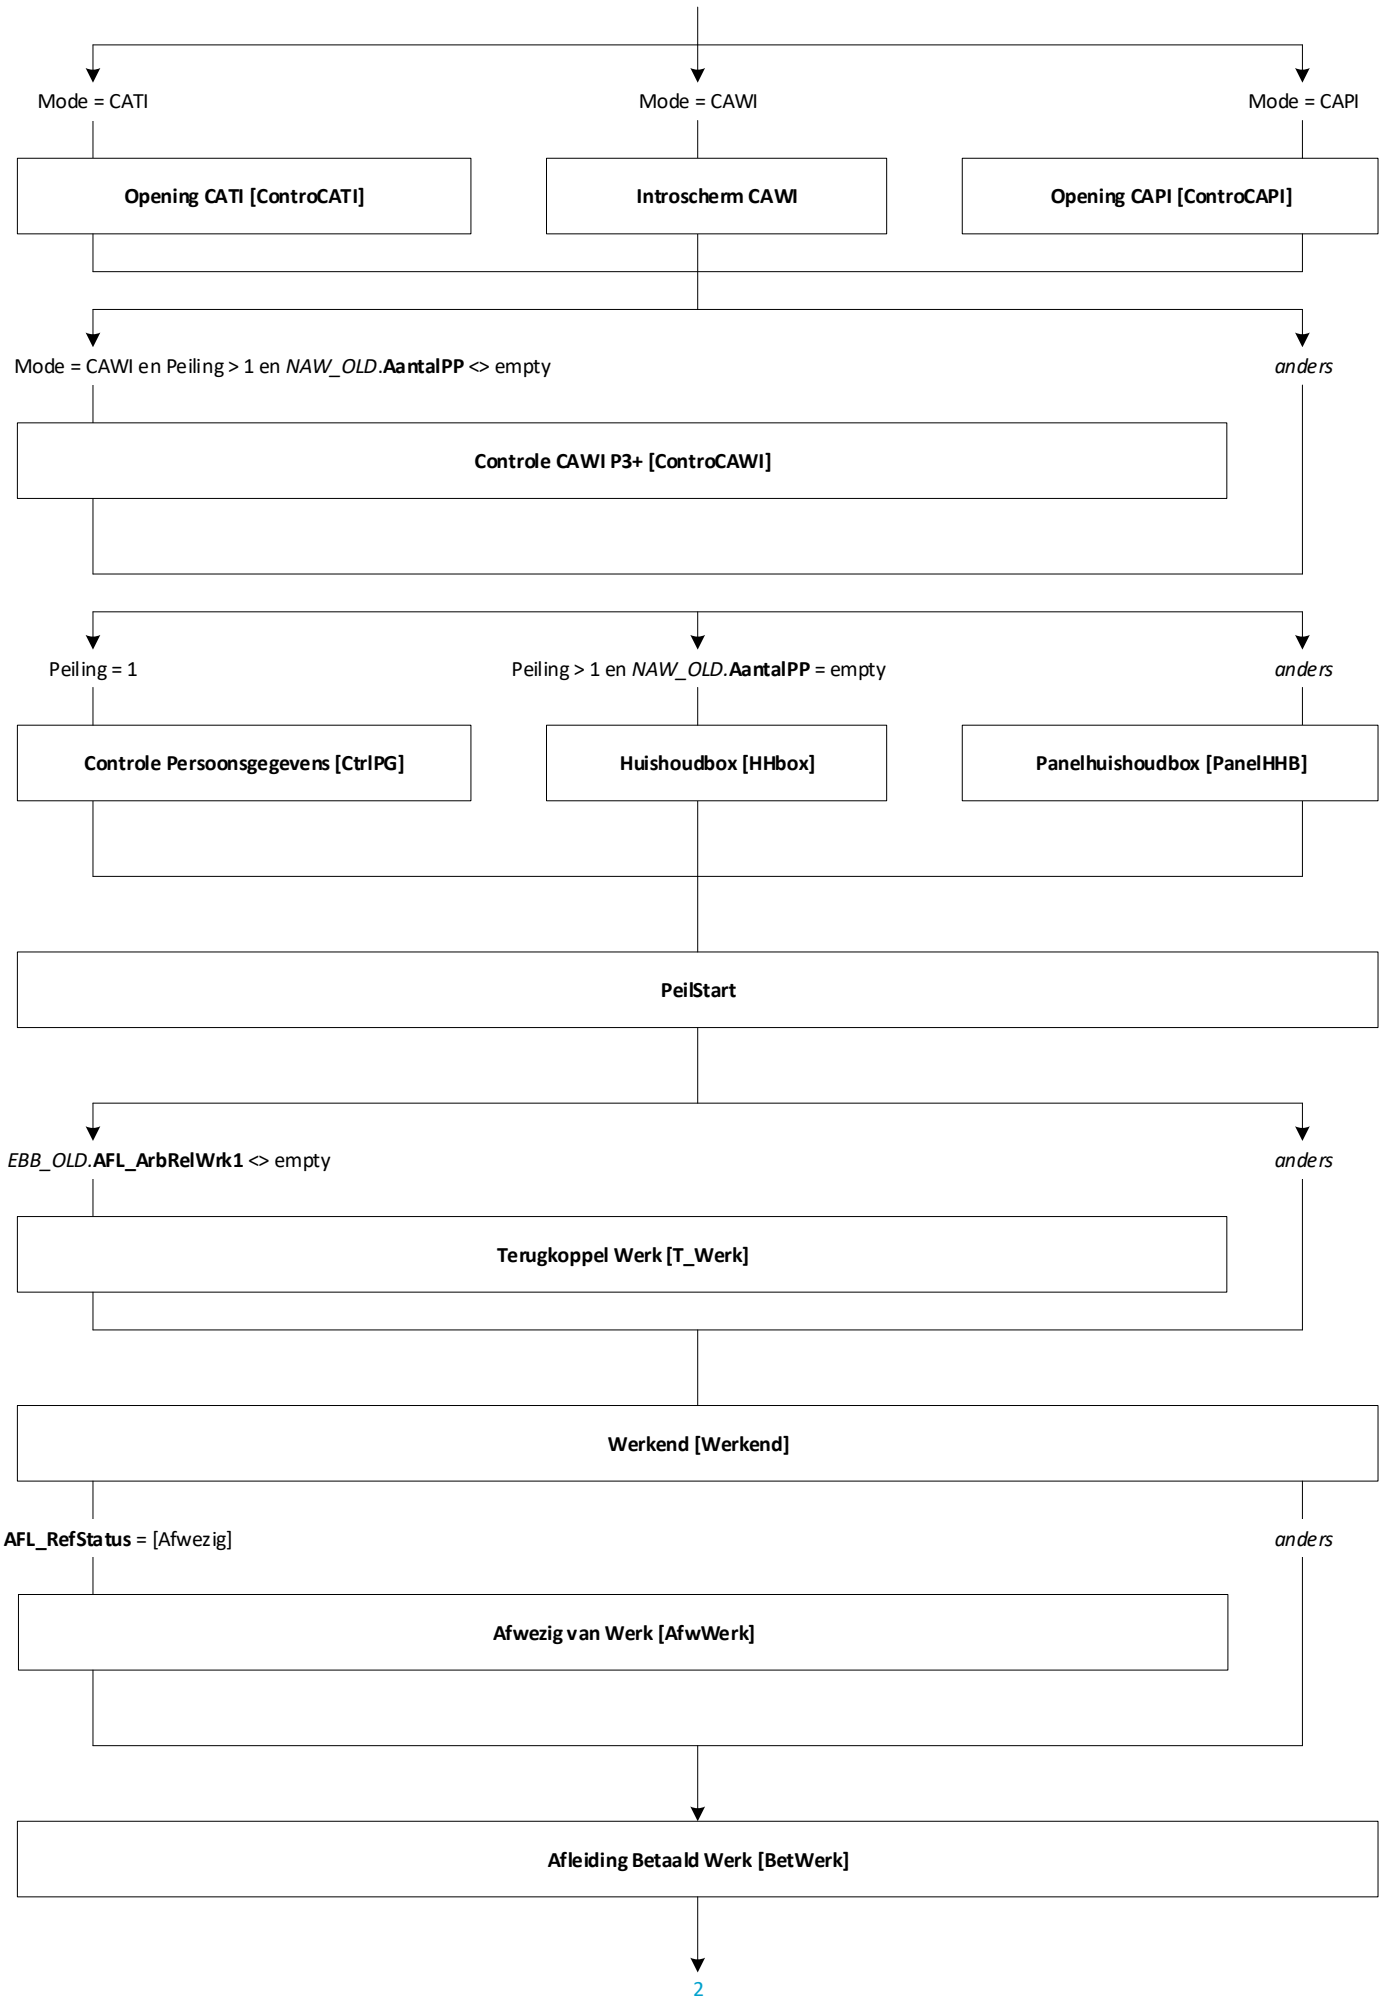 Mode = CATI
Mode = CAWI
Mode = CAPI
Opening CATI [ControCATI]
Introscherm CAWI
Opening CAPI [ControCAPI]
Mode = CAWI en Peiling > 1 en NAW_OLD.AantalPP <> empty
anders
Controle CAWI P3+ [ControCAWI]
Peiling = 1
Peiling > 1 en NAW_OLD.AantalPP = empty
anders
Controle Persoonsgegevens [CtrlPG]
Huishoudbox [HHbox]
Panelhuishoudbox [PanelHHB]
PeilStart
EBB_OLD.AFL_ArbRelWrk1 <> empty
anders
Terugkoppel Werk [T_Werk]
Werkend [Werkend]
AFL_RefStatus = [Afwezig]
anders
Afwezig van Werk [AfwWerk]
Afleiding Betaald Werk [BetWerk]
2